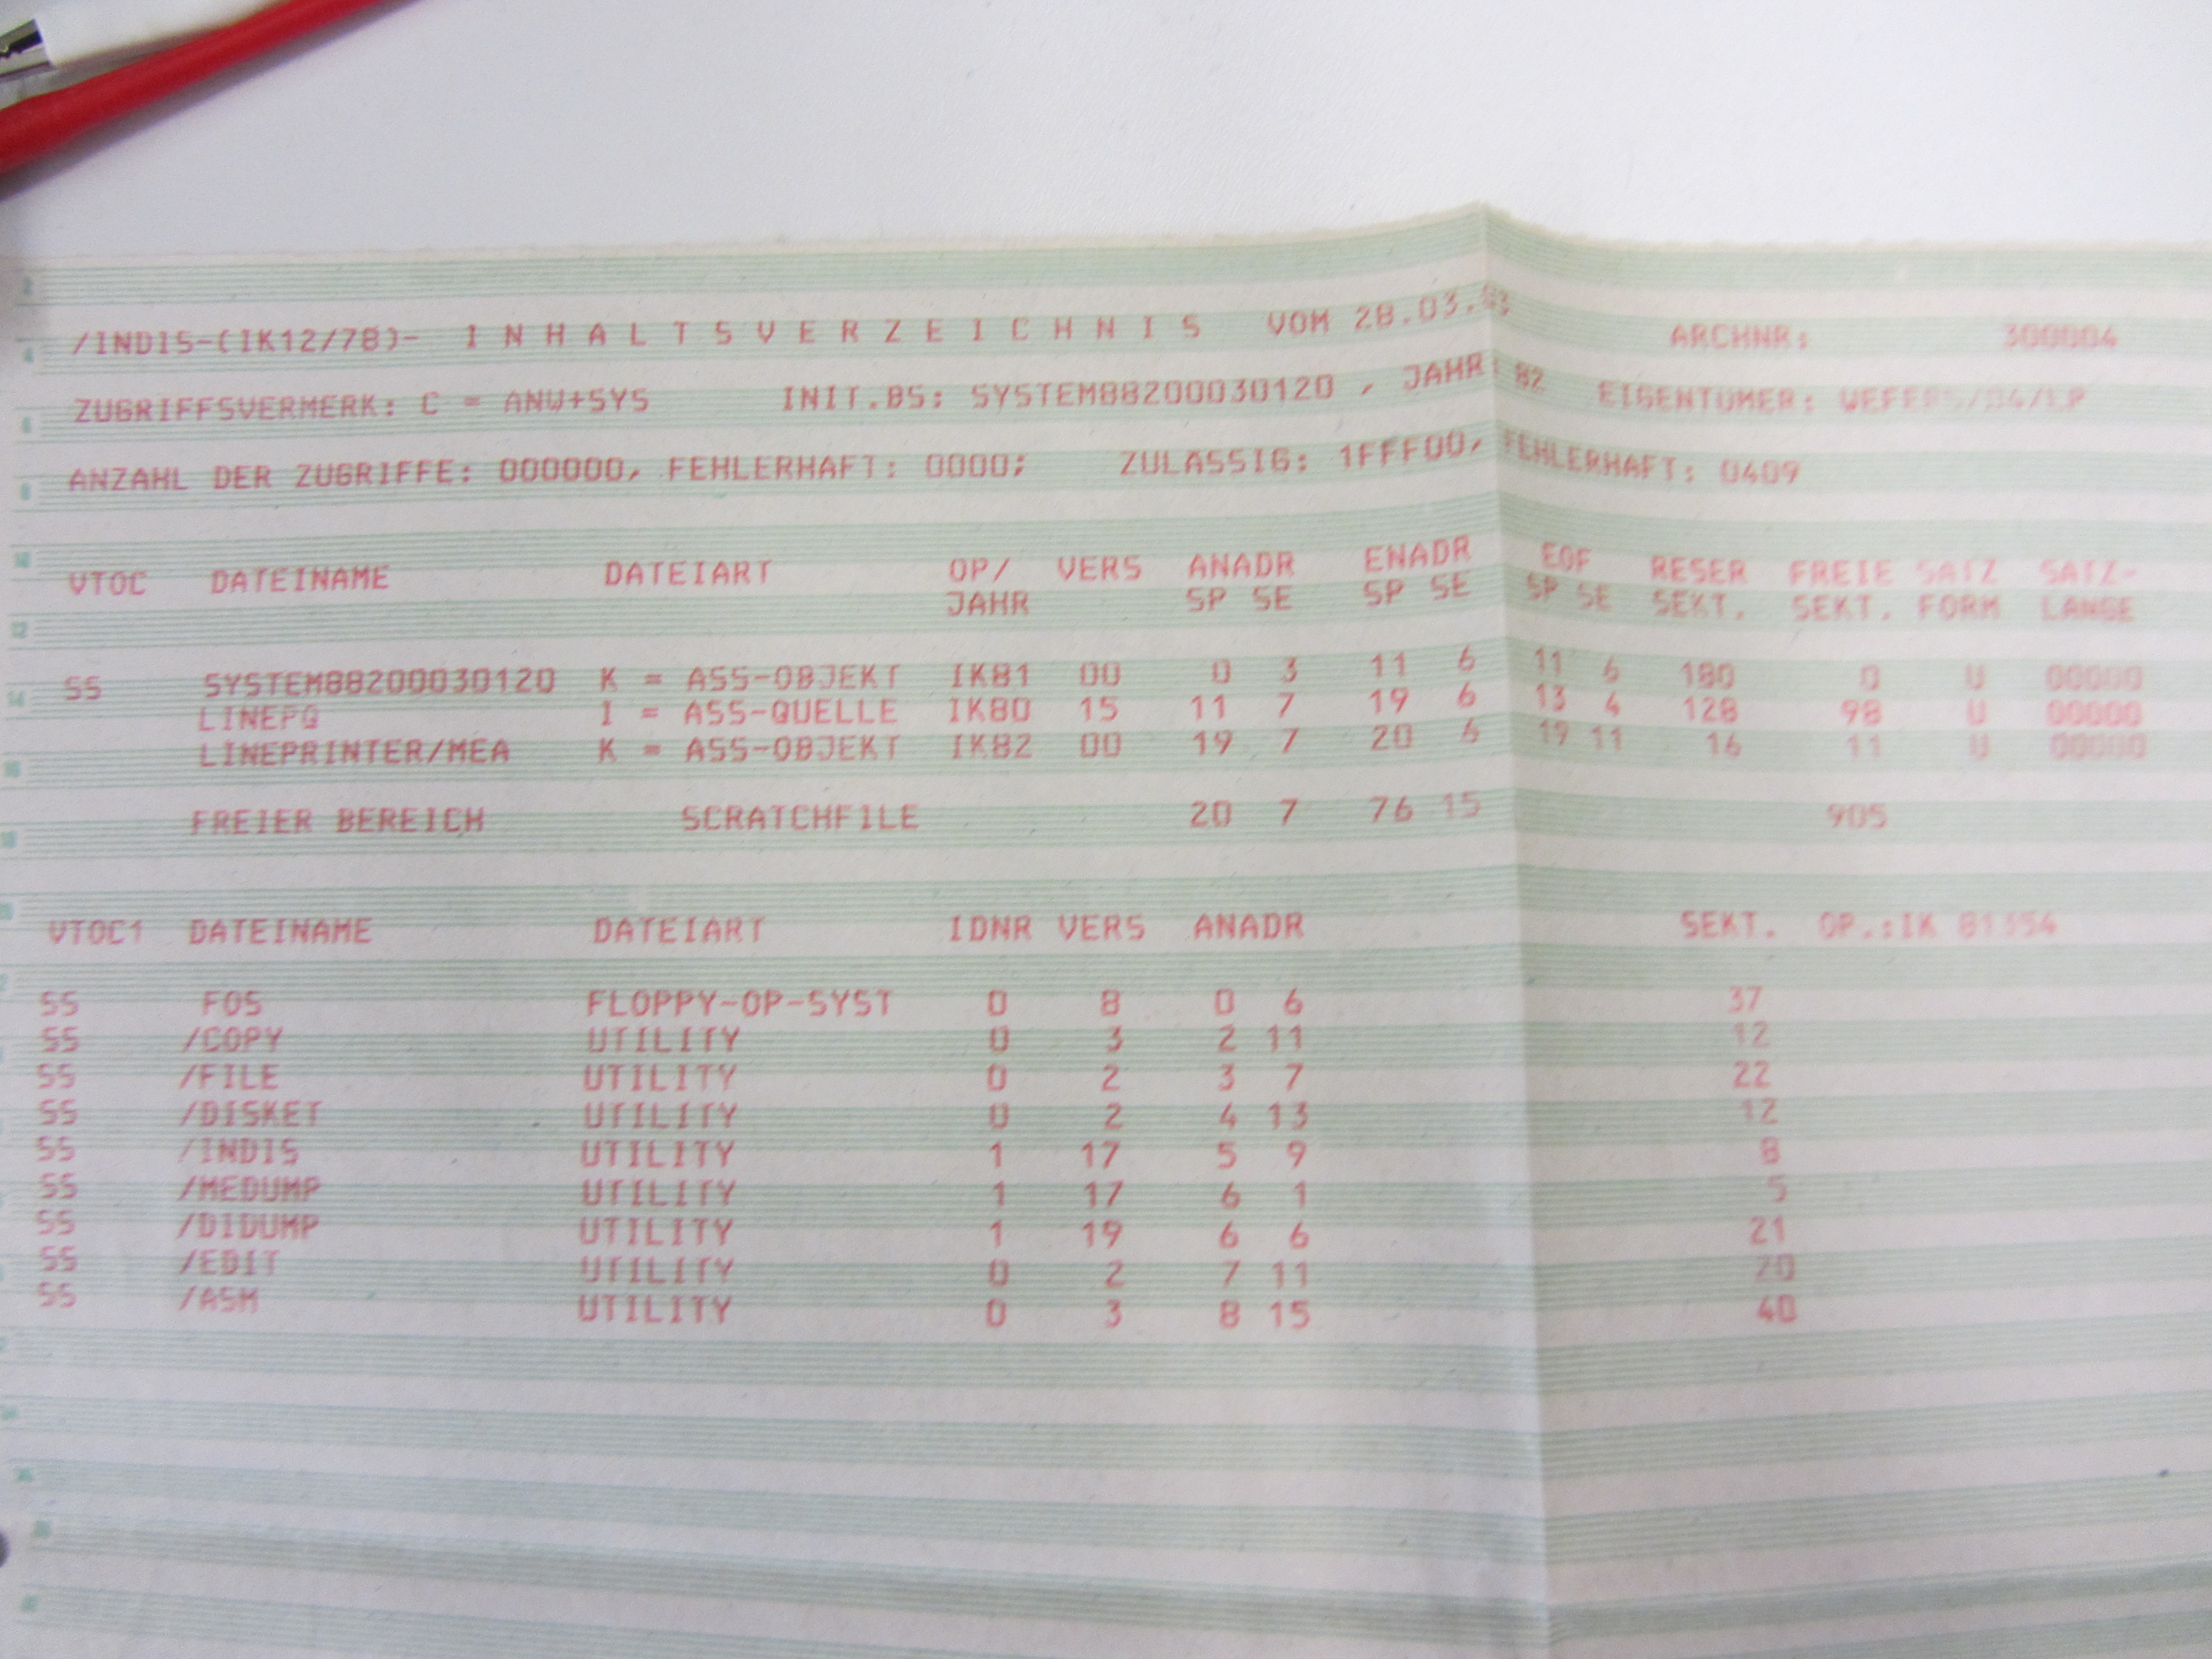 /INDIS-(IK12/78)- I N H A L T S V E R Z E I C H N I S VOM 28.03.83 ARCHNR: 300004
ZUGRIFFSVERMERK: C = ANW+SYS INIT.BS: SYSTEM88200030120 , JAHR: 82 EIGENTUMER:
ANZAHL DER ZUGRIFFE: 000000, FEHLERHAFT: 0000; ZULASSIG: 1FFF00, FEHLERHAFT: 0409
VTOC DATEINAME DATEIART OP/ VERS ANADR ENADR EOF RESER FREIE SATZ SATZ-
JAHR SP SE SP SE SP SE SEKT. SEKT. FORM LANGE
SS SYSTEM88200030120 K = ASS-OBJEKT IK81 00 0 3 11 6 11 6 180 0 U 00000
LINEPQ I = ASS-QUELLE IK80 15 11 7 19 6 13 4 128 98 U 00000
LINEPRINTER/MEA K = ASS-OBJEKT IK82 00 19 7 20 6 19 11 16 11 U 00000
FREIER BEREICH SCRATCHFILE 20 7 76 15 905
VTOC1 DATEINAME DATEIART IDNR VERS ANADR SEKT. OP.:IK 81354
SS FOS FLOPPY-OP-SYST 0 8 0 6 37
SS /COPY UTILITY 0 3 2 11 12
SS /FILE UTILITY 0 2 3 7 22
SS /DISKET UTILITY 0 2 4 13 12
SS /INDIS UTILITY 1 17 5 9 8
SS /MEDUMP UTILITY 1 17 6 1 5
SS /DIDUMP UTILITY 1 19 6 6 21
SS /EDIT UTILITY 0 2 7 11 20
SS /ASM UTILITY 0 3 8 15 40